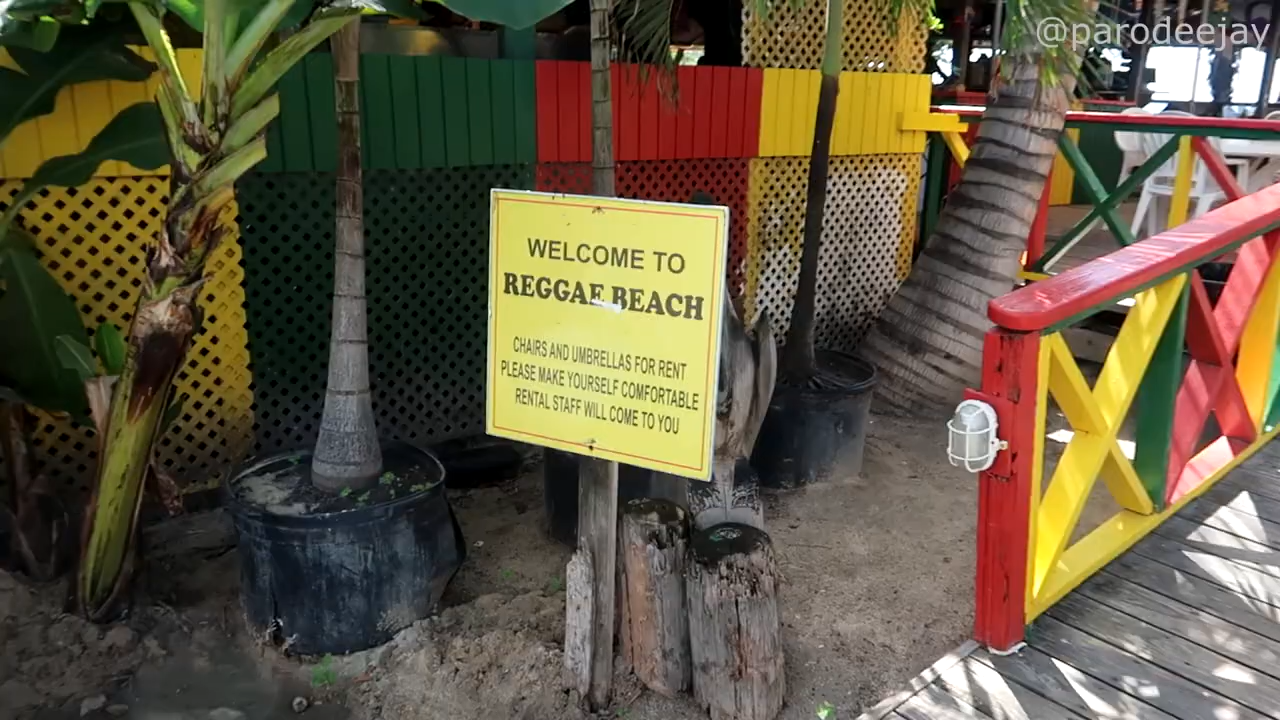 @parodeejay
WELCOME TO
REGGAE BEACH
CHAIRS AND UMBRELLAS FOR RENT
PLEASE MAKE YOURSELF COMFORTABLE
RENTAL STAFF WILL COME TO YOU